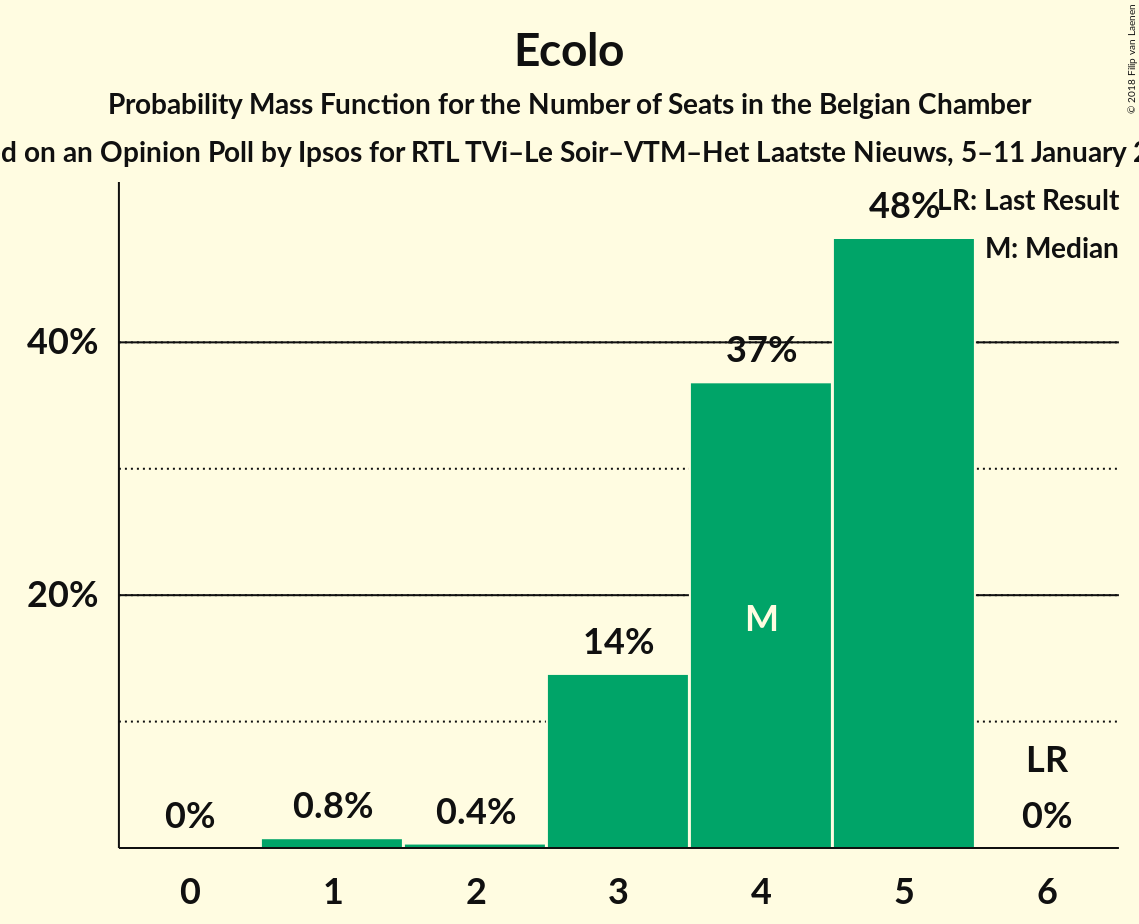 Ecolo
Probability Mass Function for the Number of Seats in the Belgian Chamber
d on an Opinion Poll by Ipsos for RTL TVi–Le Soir–VTM–Het Laatste Nieuws, 5–11 January 2
© 2018 Filip van Laenen
LR: Last Result
M: Median
48%
40%
37%
20%
M
14%
LR
0%
0.8%
0.4%
0%
0 1 2 3 4 5 6